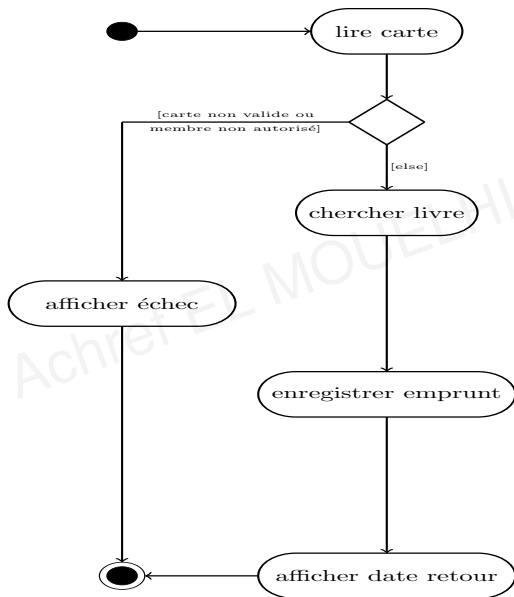 lire carte
[carte non valide ou
membre non autorisé]
[else]
chercher livre
afficher échec
enregistrer emprunt
afficher date retour
Achref EL MOUELHI